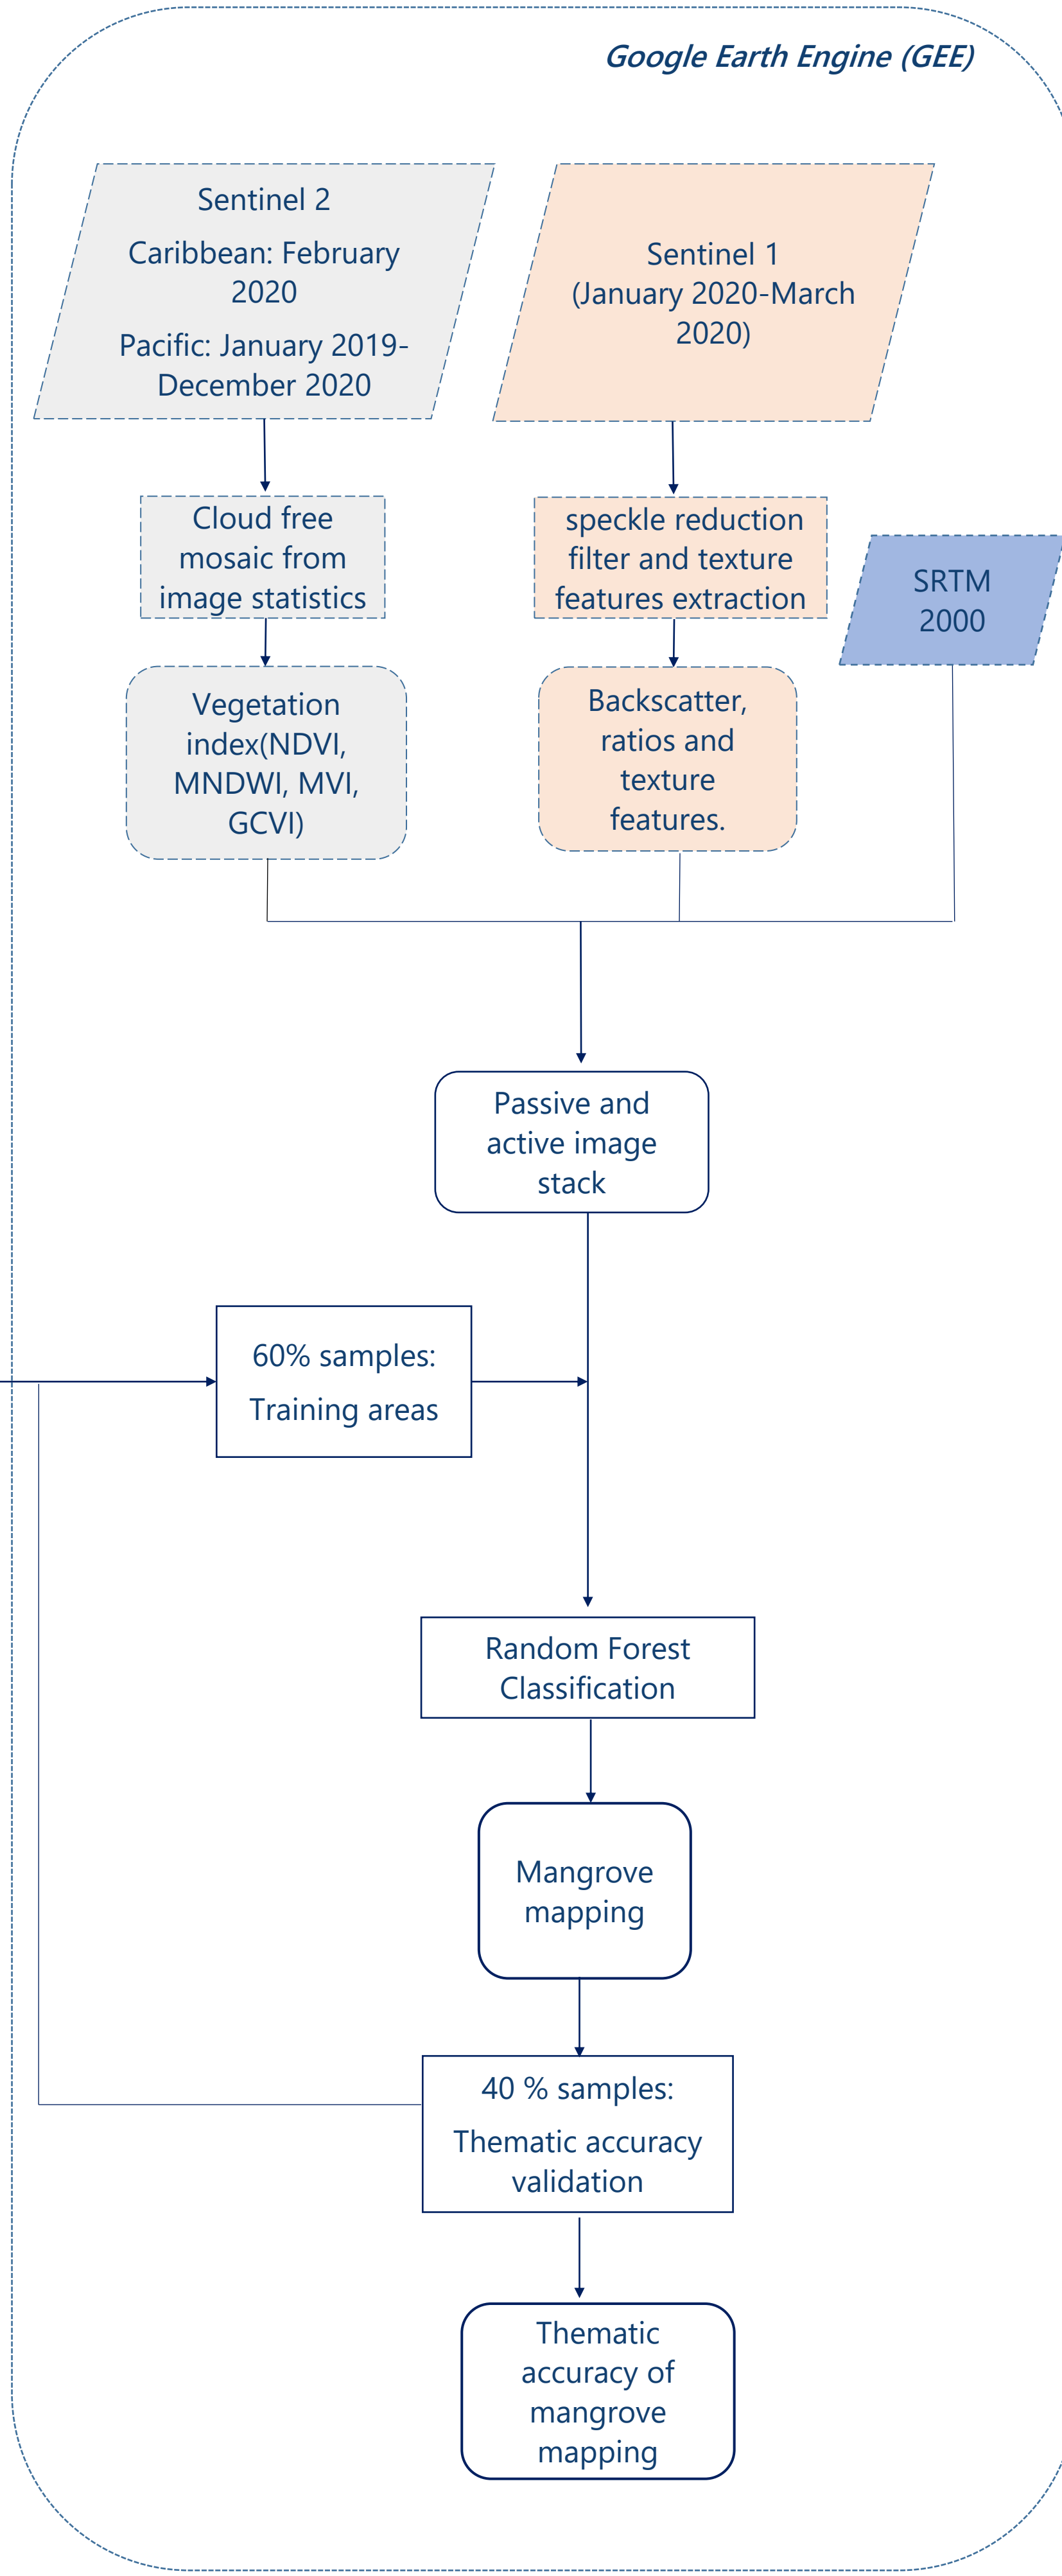 Google Earth Engine (GEE)
Sentinel 2
Caribbean: February
2020
Pacific: January 2019-
December 2020
Sentinel 1
(January 2020-March
2020)
Cloud free
mosaic from
image statistics
speckle reduction
filter and texture
features extraction
SRTM
2000
Vegetation
index(NDVI,
MNDWI, MVI,
GCVI)
Backscatter,
ratios and
texture
features.
Passive and
active image
stack
60% samples:
Training areas
Random Forest
Classification
Mangrove
mapping
40 % samples:
Thematic accuracy
validation
Thematic
accuracy of
mangrove
mapping